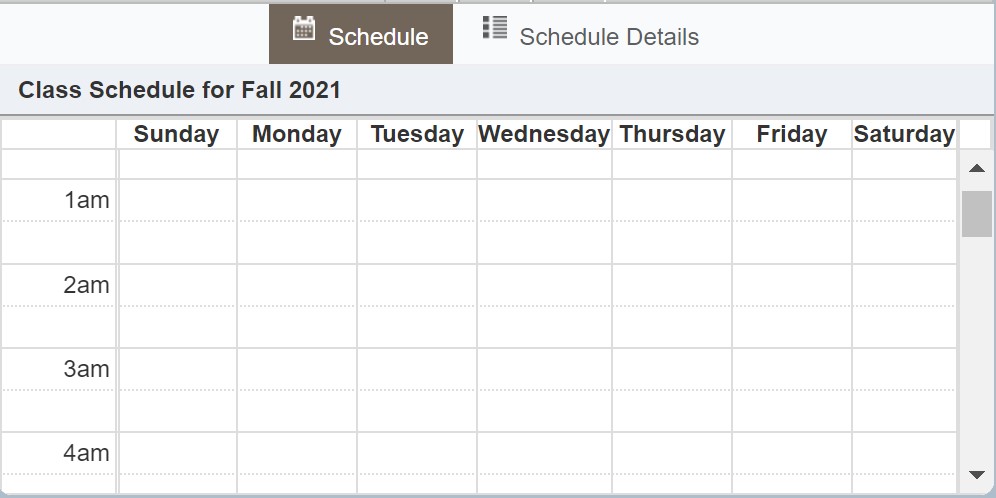 Schedule Schedule Details
Class Schedule for Fall 2021
Sunday Monday Tuesday Wednesday Thursday Friday Saturday
1am
2am
3am
4am